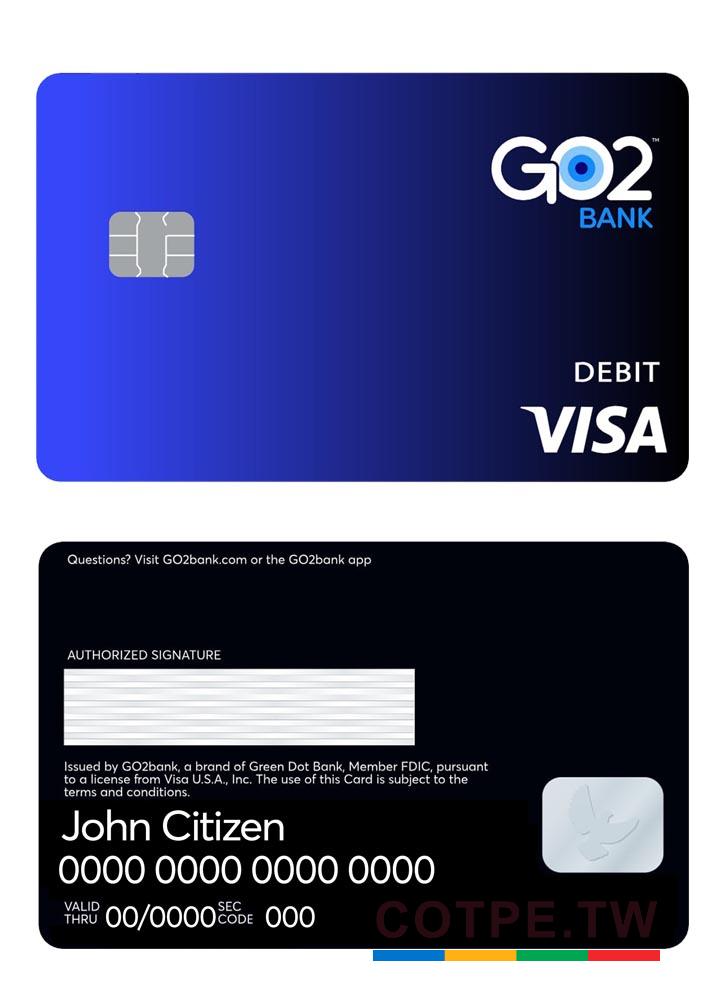 GO2™
BANK
DEBIT
VISA
Questions? Visit GO2bank.com or the GO2bank app
AUTHORIZED SIGNATURE
Issued by GO2bank, a brand of Green Dot Bank, Member FDIC, pursuant
to a license from Visa U.S.A., Inc. The use of this Card is subject to the
terms and conditions.
John Citizen
0000 0000 0000 0000
VALID THRU 00/0000 SEC CODE 000
COTPE.TW